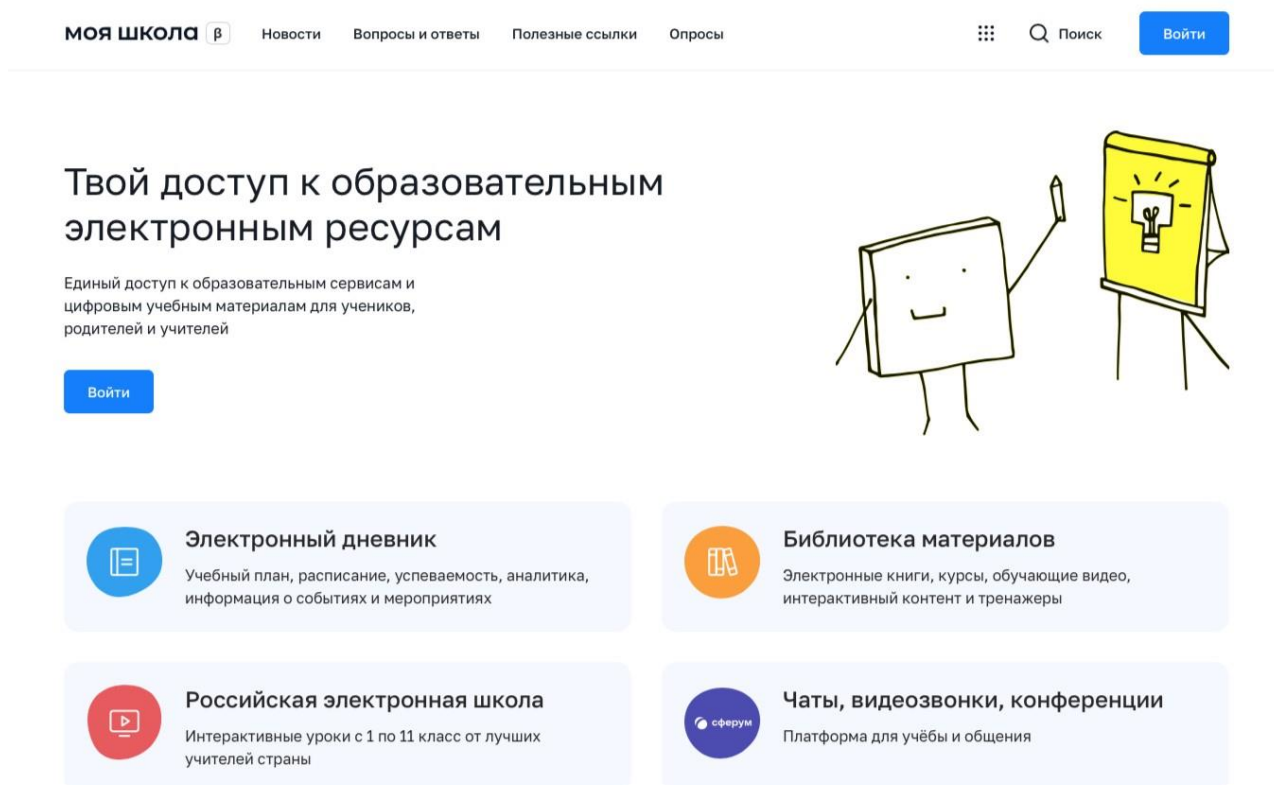 моя школа β
Новости
Вопросы и ответы
Полезные ссылки
Опросы
Поиск
Войти
Твой доступ к образовательным
электронным ресурсам
Единый доступ к образовательным сервисам и
цифровым учебным материалам для учеников,
родителей и учителей
Войти
Электронный дневник
Учебный план, расписание, успеваемость, аналитика,
информация о событиях и мероприятиях
Библиотека материалов
Электронные книги, курсы, обучающие видео,
интерактивный контент и тренажеры
Российская электронная школа
Интерактивные уроки с 1 по 11 класс от лучших
учителей страны
сферум
Чаты, видеозвонки, конференции
Платформа для учёбы и общения